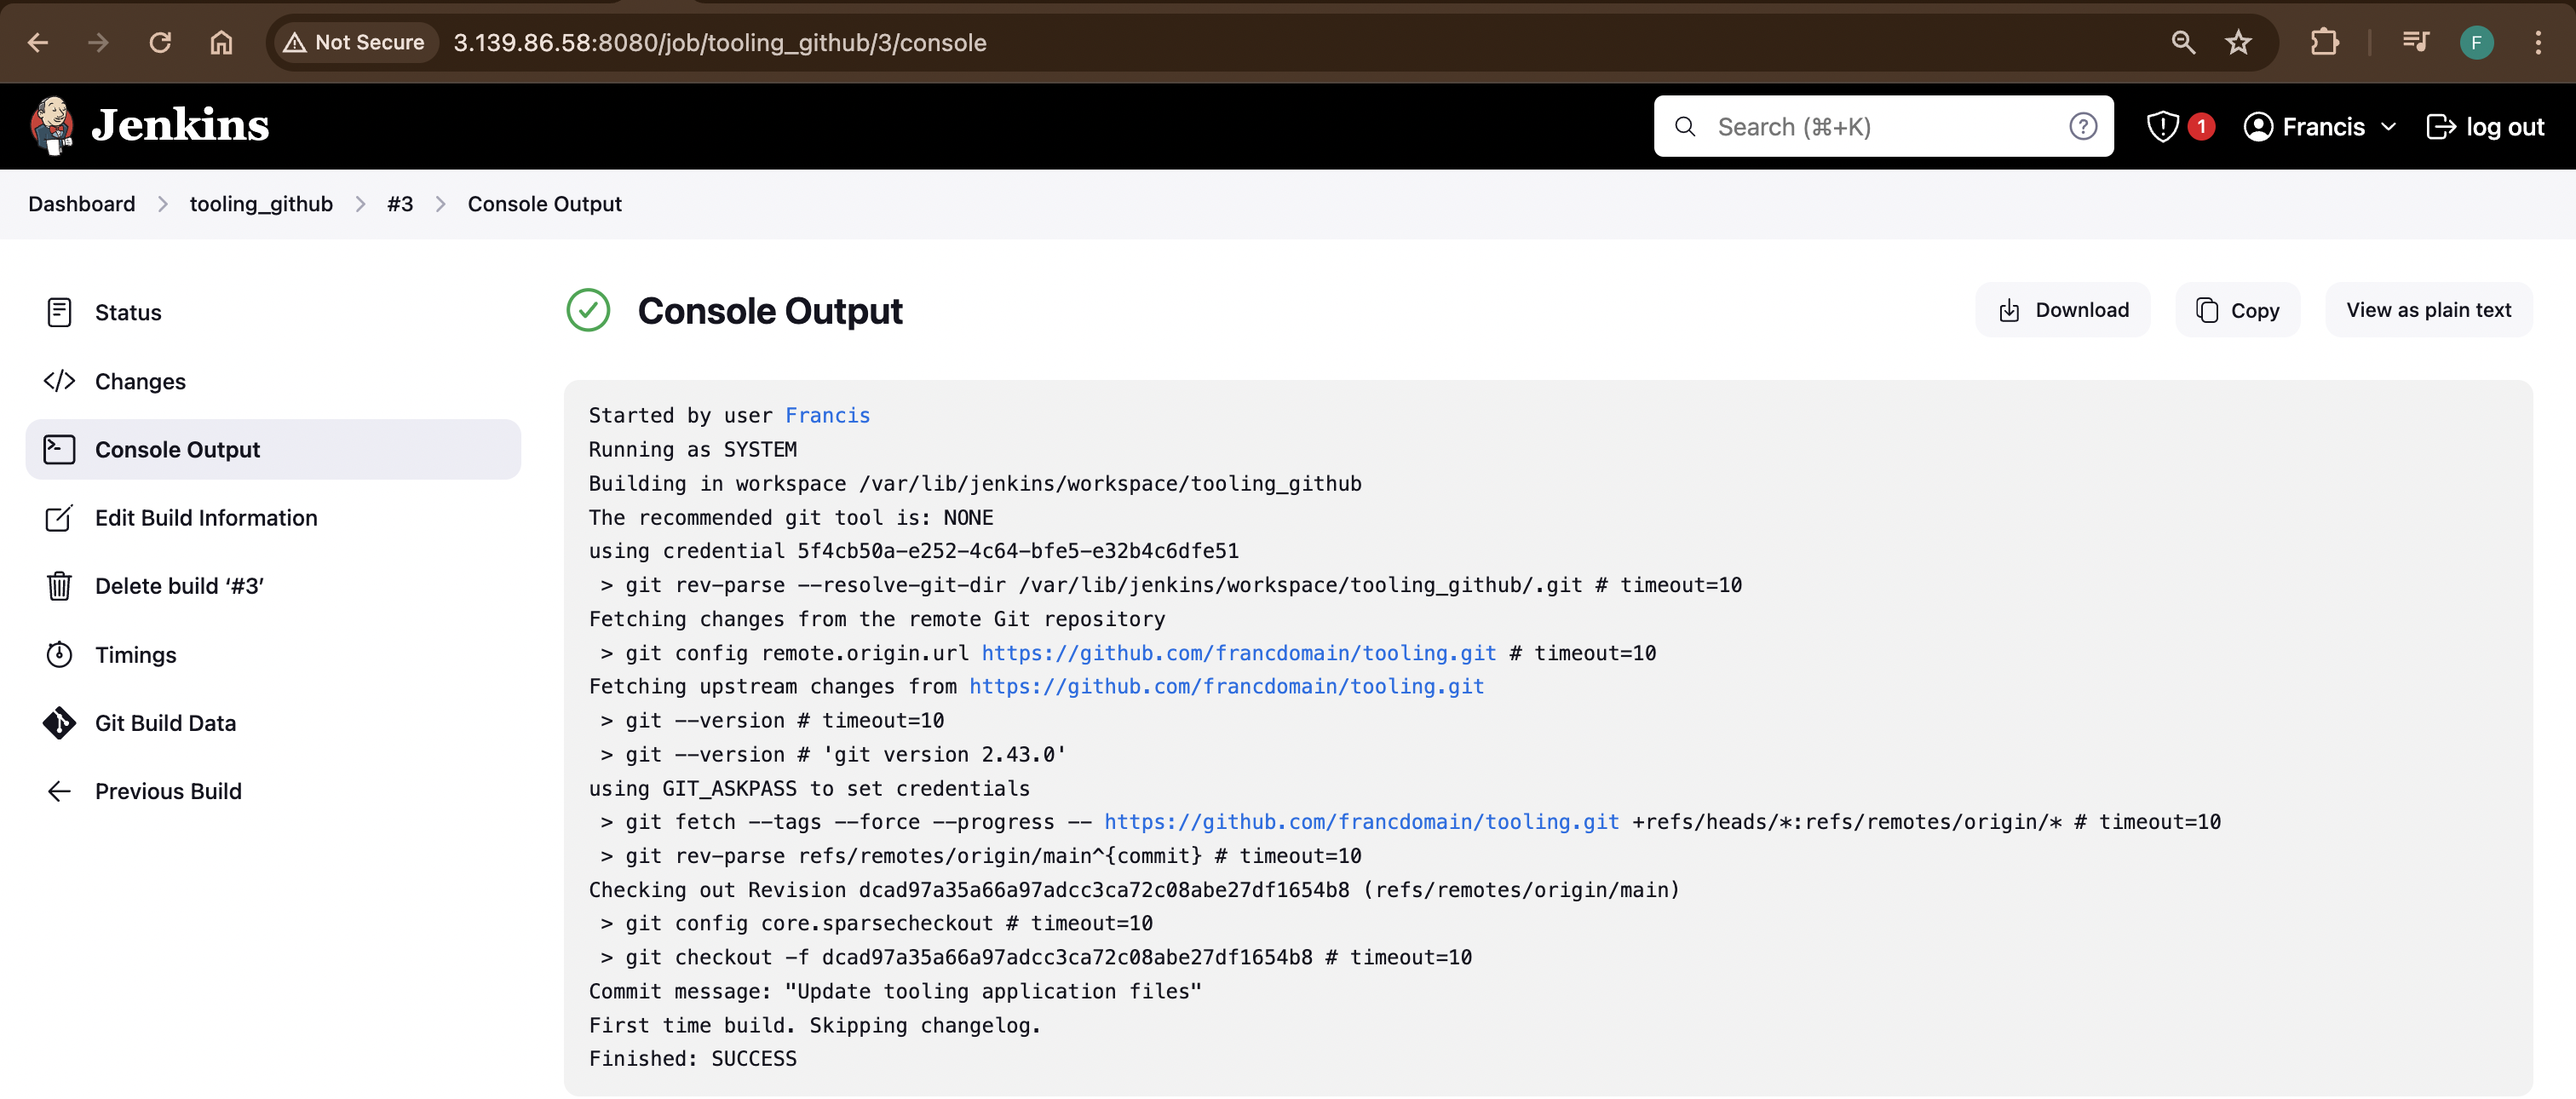 Not Secure 3.139.86.58:8080/job/tooling_github/3/console F
Jenkins Search (⌘+K) ? 1 Francis log out
Dashboard > tooling_github > #3 > Console Output
Status
Changes
Console Output
Edit Build Information
Delete build ‘#3’
Timings
Git Build Data
Previous Build
Console Output Download Copy View as plain text
Started by user Francis
Running as SYSTEM
Building in workspace /var/lib/jenkins/workspace/tooling_github
The recommended git tool is: NONE
using credential 5f4cb50a-e252-4c64-bfe5-e32b4c6dfe51
 > git rev-parse --resolve-git-dir /var/lib/jenkins/workspace/tooling_github/.git # timeout=10
Fetching changes from the remote Git repository
 > git config remote.origin.url https://github.com/francdomain/tooling.git # timeout=10
Fetching upstream changes from https://github.com/francdomain/tooling.git
 > git --version # timeout=10
 > git --version # 'git version 2.43.0'
using GIT_ASKPASS to set credentials
 > git fetch --tags --force --progress -- https://github.com/francdomain/tooling.git +refs/heads/*:refs/remotes/origin/* # timeout=10
 > git rev-parse refs/remotes/origin/main^{commit} # timeout=10
Checking out Revision dcad97a35a66a97adcc3ca72c08abe27df1654b8 (refs/remotes/origin/main)
 > git config core.sparsecheckout # timeout=10
 > git checkout -f dcad97a35a66a97adcc3ca72c08abe27df1654b8 # timeout=10
Commit message: "Update tooling application files"
First time build. Skipping changelog.
Finished: SUCCESS